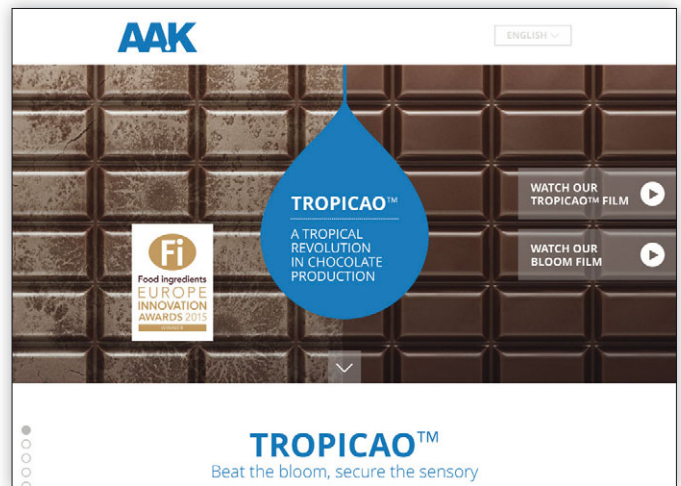 AAK
ENGLISH
TROPICAO™
A TROPICAL
REVOLUTION
IN CHOCOLATE
PRODUCTION
WATCH OUR
TROPICAO™ FILM
WATCH OUR
BLOOM FILM
Fi
Food ingredients
EUROPE
INNOVATION
AWARDS 2015
WINNER
TROPICAO™
Beat the bloom, secure the sensory